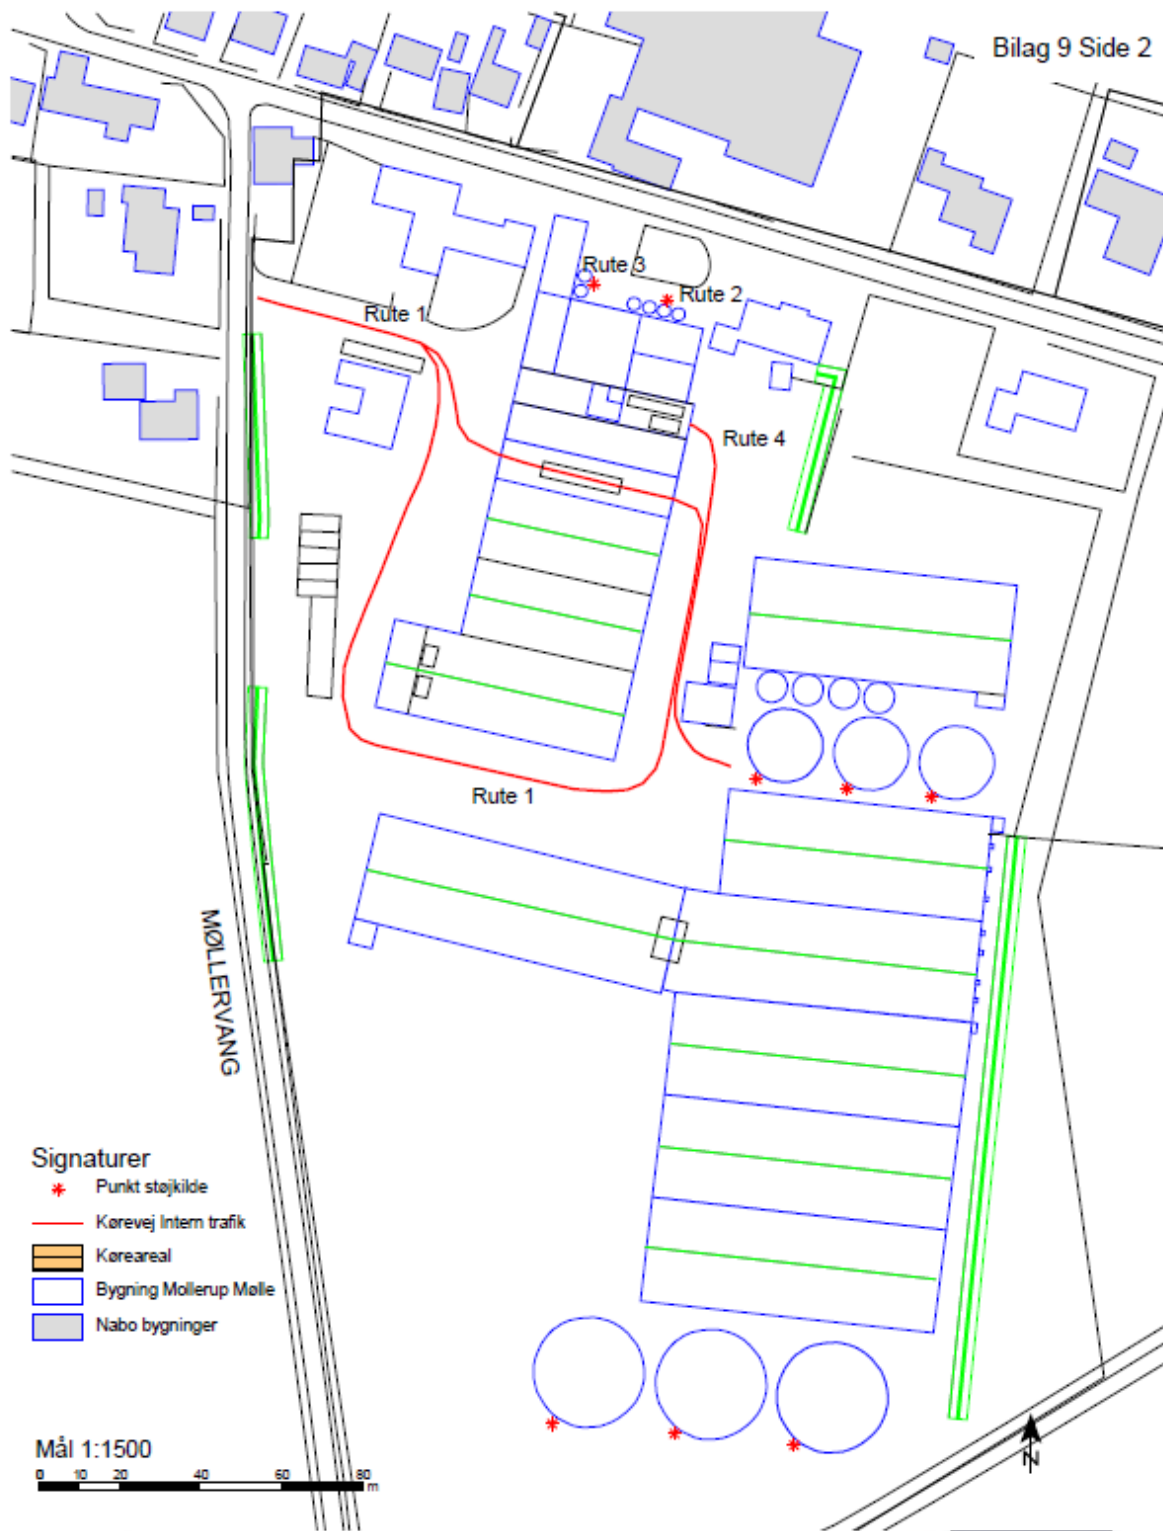 Bilag 9 Side 2
Rute 3
Rute 2
Rute 1
Rute 4
Rute 1
MØLLERVANG
Signaturer
Punkt støjkilde
Kørevej Intern trafik
Køreareal
Bygning Mollerup Mølle
Nabo bygninger
Mål 1:1500
0 10 20 40 60 80
m
N